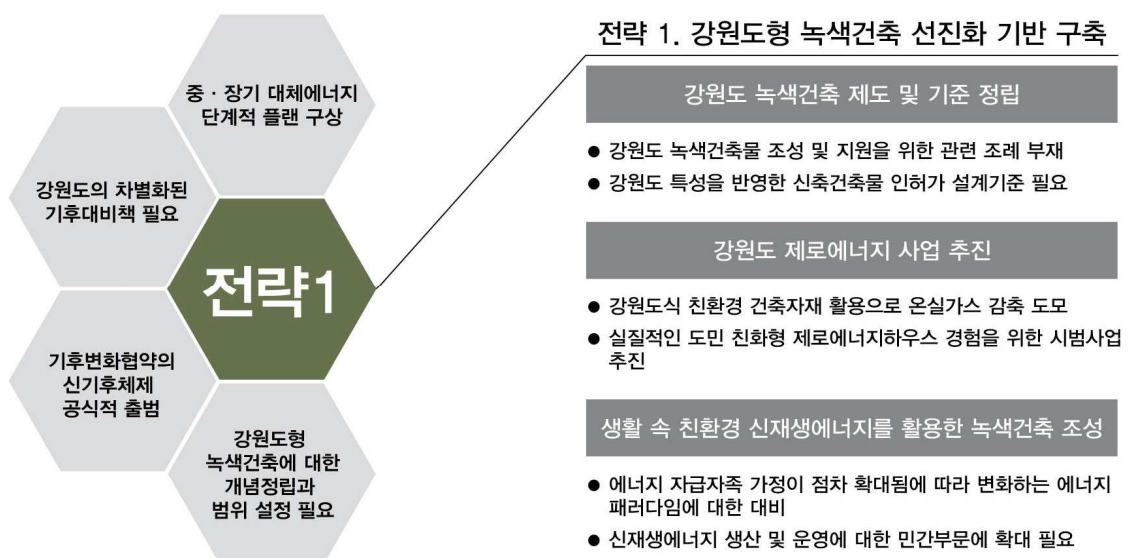 중 · 장기 대체에너지
단계적 플랜 구상
강원도의 차별화된
기후대비책 필요
전략1
기후변화협약의
신기후체제
공식적 출범
강원도형
녹색건축에 대한
개념정립과
범위 설정 필요
전략 1. 강원도형 녹색건축 선진화 기반 구축
강원도 녹색건축 제도 및 기준 정립
● 강원도 녹색건축물 조성 및 지원을 위한 관련 조례 부재
● 강원도 특성을 반영한 신축건축물 인허가 설계기준 필요
강원도 제로에너지 사업 추진
● 강원도식 친환경 건축자재 활용으로 온실가스 감축 도모
● 실질적인 도민 친화형 제로에너지하우스 경험을 위한 시범사업
추진
생활 속 친환경 신재생에너지를 활용한 녹색건축 조성
● 에너지 자급자족 가정이 점차 확대됨에 따라 변화하는 에너지
패러다임에 대한 대비
● 신재생에너지 생산 및 운영에 대한 민간부문에 확대 필요